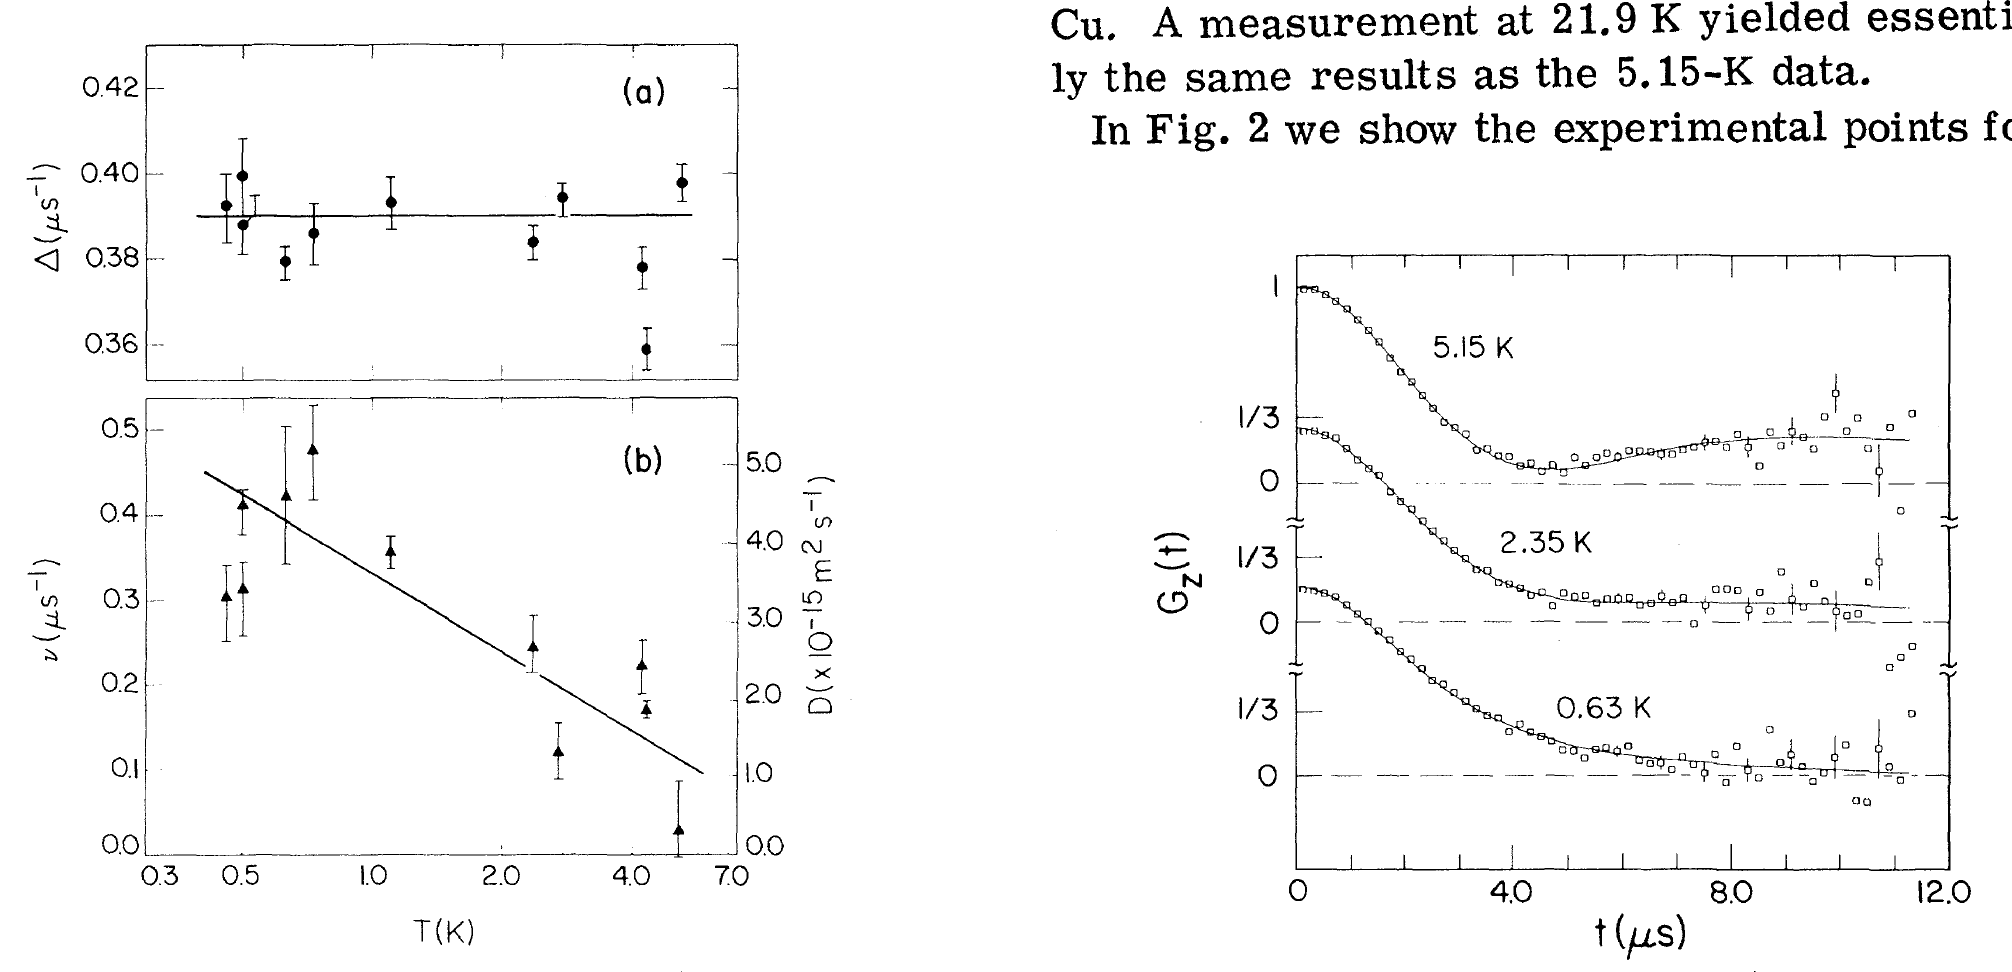 0.42
(a)
0.40
Δ(μs⁻¹)
0.38
0.36
0.5
(b)
5.0
0.4
4.0
ν(μs⁻¹)
0.3
3.0
D(x10⁻¹⁵m²s⁻¹)
0.2
2.0
0.1
1.0
0.0
0.0
0.3 0.5 1.0 2.0 4.0 7.0
T(K)
Cu. A measurement at 21.9 K yielded essenti
ly the same results as the 5.15-K data.
In Fig. 2 we show the experimental points fo
1
5.15 K
1/3
0
2.35 K
1/3
G_z(t)
0
0.63 K
1/3
0
0 4.0 8.0 12.0
t(μs)